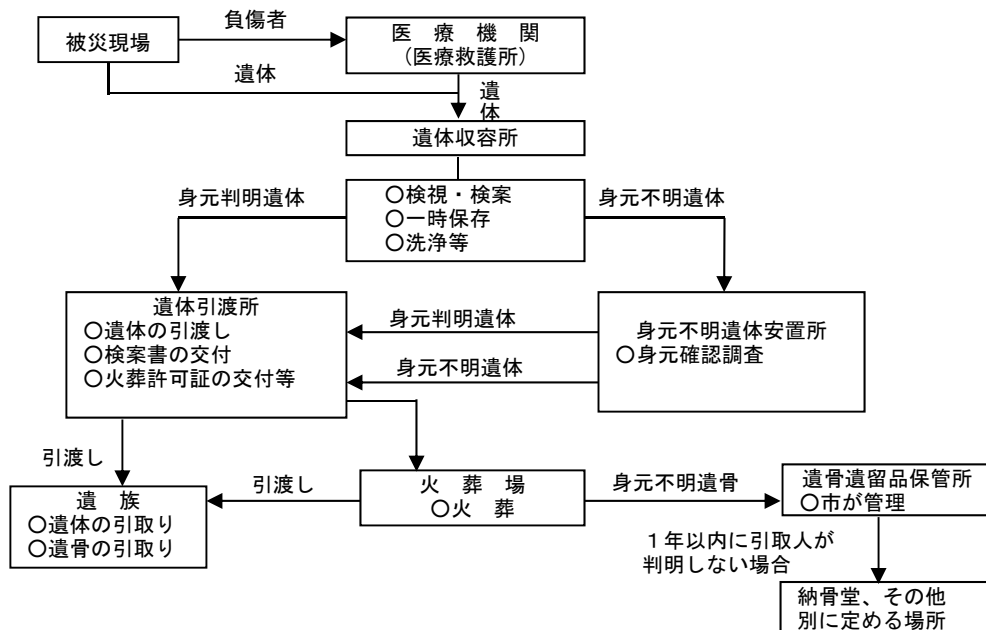 負傷者
被災現場
医 療 機 関
（医療救護所）
遺体
遺体
遺体収容所
○検視・検案
○一時保存
○洗浄等
身元判明遺体
身元不明遺体
遺体引渡所
○遺体の引渡し
○検案書の交付
○火葬許可証の交付等
身元判明遺体
身元不明遺体
身元不明遺体安置所
○身元確認調査
引渡し
遺 族
○遺体の引取り
○遺骨の引取り
引渡し
火 葬 場
○火 葬
身元不明遺骨
遺骨遺留品保管所
○市が管理
１年以内に引取人が
判明しない場合
納骨堂、その他
別に定める場所